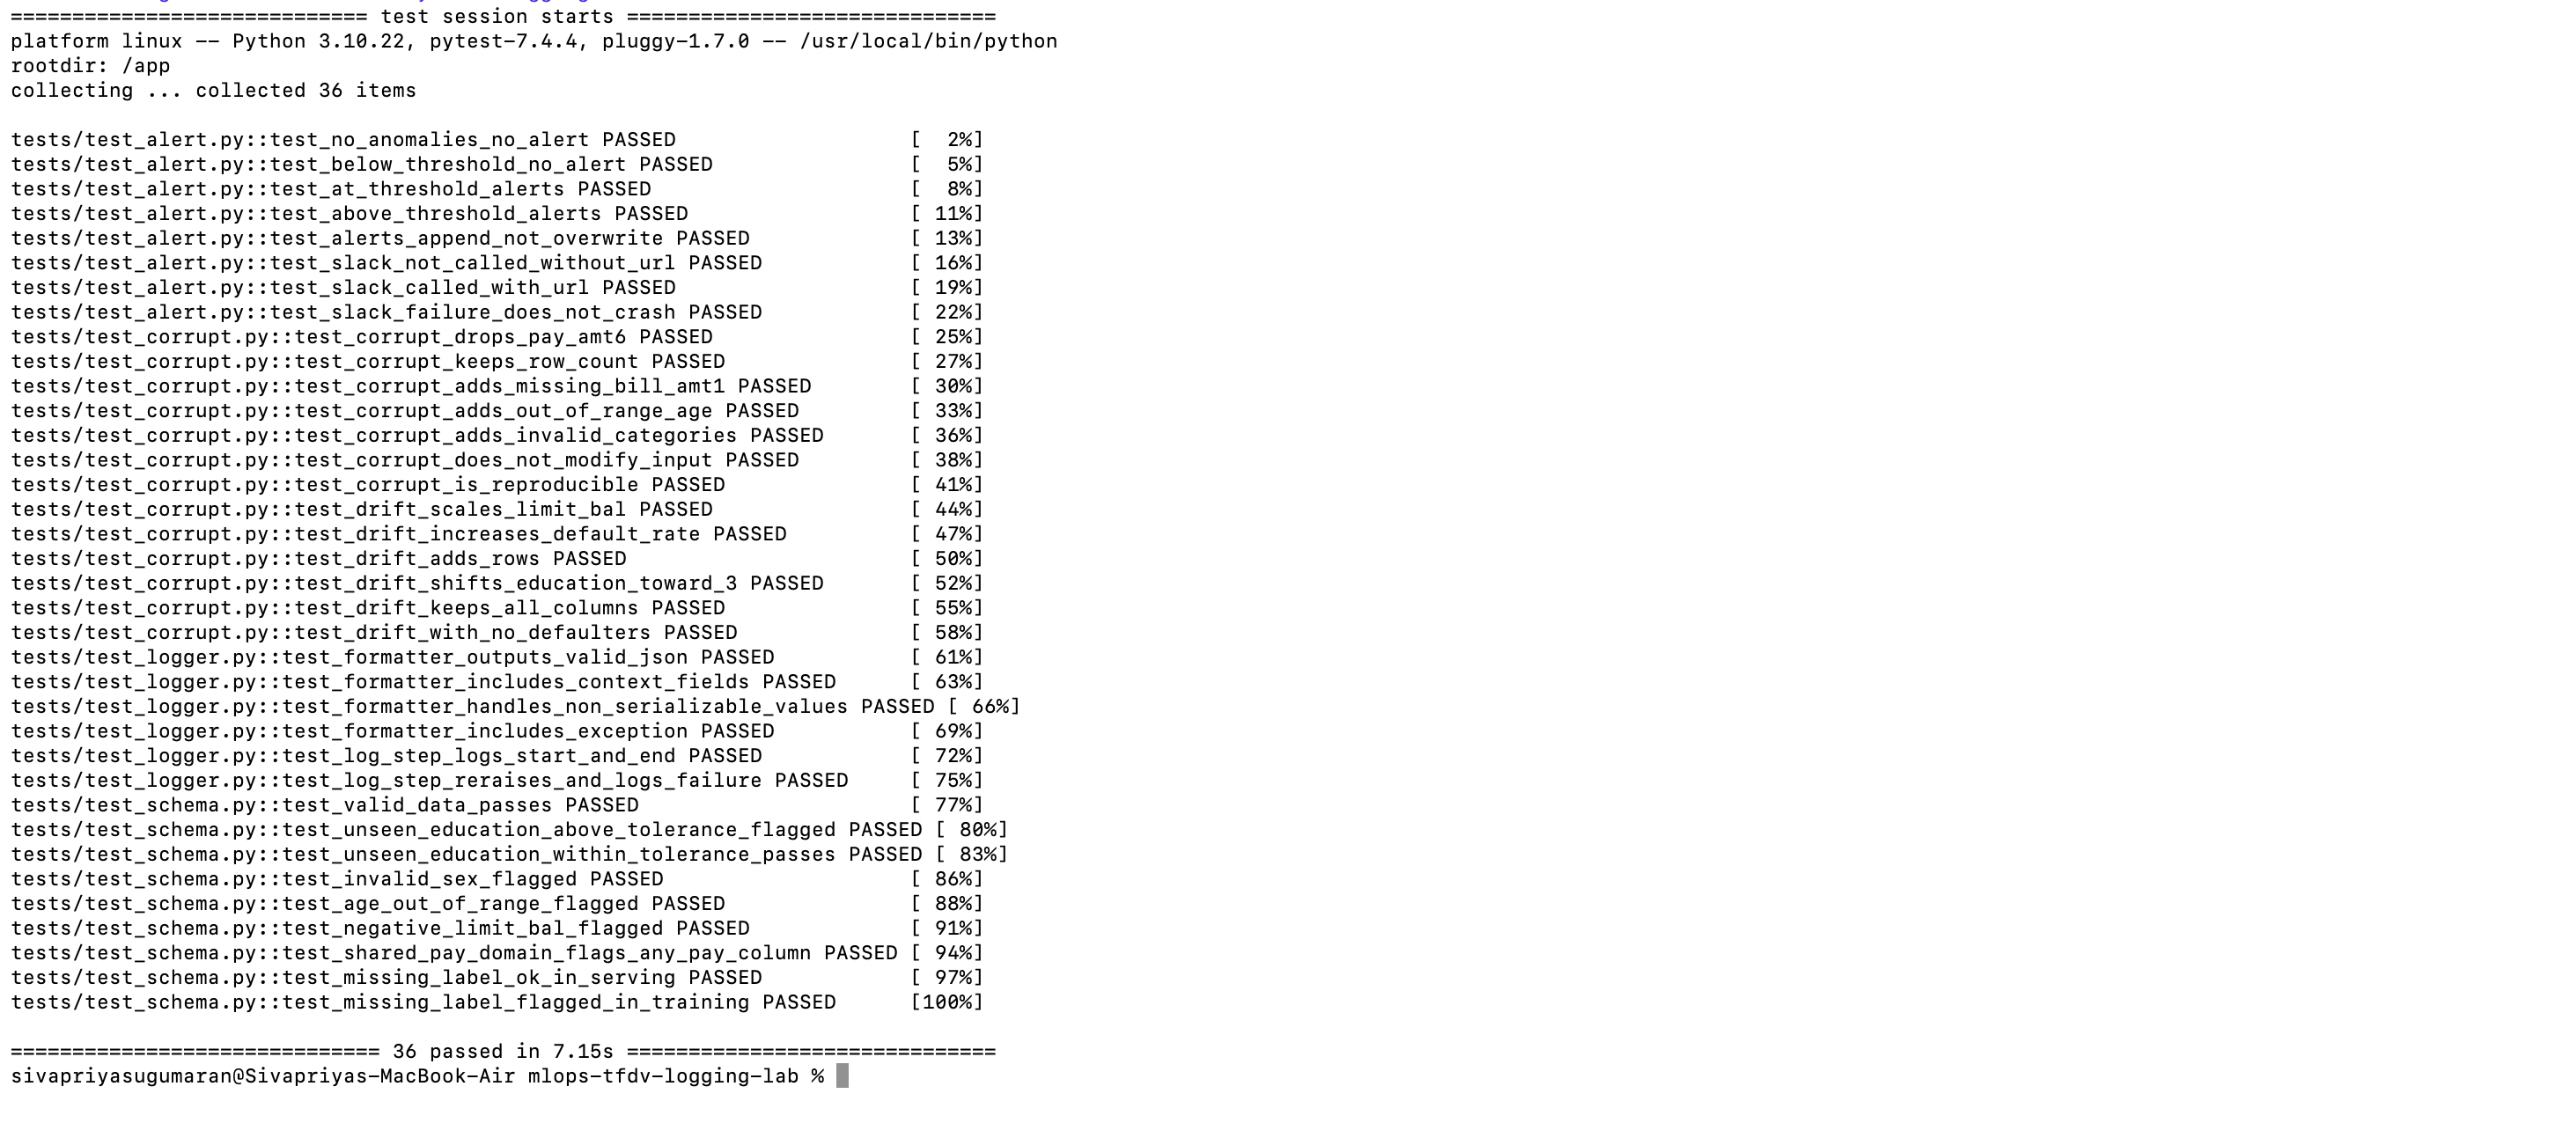 ============================= test session starts ==============================
platform linux -- Python 3.10.22, pytest-7.4.4, pluggy-1.7.0 -- /usr/local/bin/python
rootdir: /app
collecting ... collected 36 items

tests/test_alert.py::test_no_anomalies_no_alert PASSED                   [  2%]
tests/test_alert.py::test_below_threshold_no_alert PASSED                [  5%]
tests/test_alert.py::test_at_threshold_alerts PASSED                     [  8%]
tests/test_alert.py::test_above_threshold_alerts PASSED                  [ 11%]
tests/test_alert.py::test_alerts_append_not_overwrite PASSED             [ 13%]
tests/test_alert.py::test_slack_not_called_without_url PASSED            [ 16%]
tests/test_alert.py::test_slack_called_with_url PASSED                   [ 19%]
tests/test_alert.py::test_slack_failure_does_not_crash PASSED            [ 22%]
tests/test_corrupt.py::test_corrupt_drops_pay_amt6 PASSED                [ 25%]
tests/test_corrupt.py::test_corrupt_keeps_row_count PASSED               [ 27%]
tests/test_corrupt.py::test_corrupt_adds_missing_bill_amt1 PASSED        [ 30%]
tests/test_corrupt.py::test_corrupt_adds_out_of_range_age PASSED         [ 33%]
tests/test_corrupt.py::test_corrupt_adds_invalid_categories PASSED       [ 36%]
tests/test_corrupt.py::test_corrupt_does_not_modify_input PASSED         [ 38%]
tests/test_corrupt.py::test_corrupt_is_reproducible PASSED               [ 41%]
tests/test_corrupt.py::test_drift_scales_limit_bal PASSED                [ 44%]
tests/test_corrupt.py::test_drift_increases_default_rate PASSED          [ 47%]
tests/test_corrupt.py::test_drift_adds_rows PASSED                       [ 50%]
tests/test_corrupt.py::test_drift_shifts_education_toward_3 PASSED       [ 52%]
tests/test_corrupt.py::test_drift_keeps_all_columns PASSED               [ 55%]
tests/test_corrupt.py::test_drift_with_no_defaulters PASSED              [ 58%]
tests/test_logger.py::test_formatter_outputs_valid_json PASSED           [ 61%]
tests/test_logger.py::test_formatter_includes_context_fields PASSED      [ 63%]
tests/test_logger.py::test_formatter_handles_non_serializable_values PASSED [ 66%]
tests/test_logger.py::test_formatter_includes_exception PASSED           [ 69%]
tests/test_logger.py::test_log_step_logs_start_and_end PASSED            [ 72%]
tests/test_logger.py::test_log_step_reraises_and_logs_failure PASSED     [ 75%]
tests/test_schema.py::test_valid_data_passes PASSED                      [ 77%]
tests/test_schema.py::test_unseen_education_above_tolerance_flagged PASSED [ 80%]
tests/test_schema.py::test_unseen_education_within_tolerance_passes PASSED [ 83%]
tests/test_schema.py::test_invalid_sex_flagged PASSED                    [ 86%]
tests/test_schema.py::test_age_out_of_range_flagged PASSED               [ 88%]
tests/test_schema.py::test_negative_limit_bal_flagged PASSED             [ 91%]
tests/test_schema.py::test_shared_pay_domain_flags_any_pay_column PASSED [ 94%]
tests/test_schema.py::test_missing_label_ok_in_serving PASSED            [ 97%]
tests/test_schema.py::test_missing_label_flagged_in_training PASSED      [100%]

============================== 36 passed in 7.15s ==============================
sivapriyasugumaran@Sivapriyas-MacBook-Air mlops-tfdv-logging-lab %